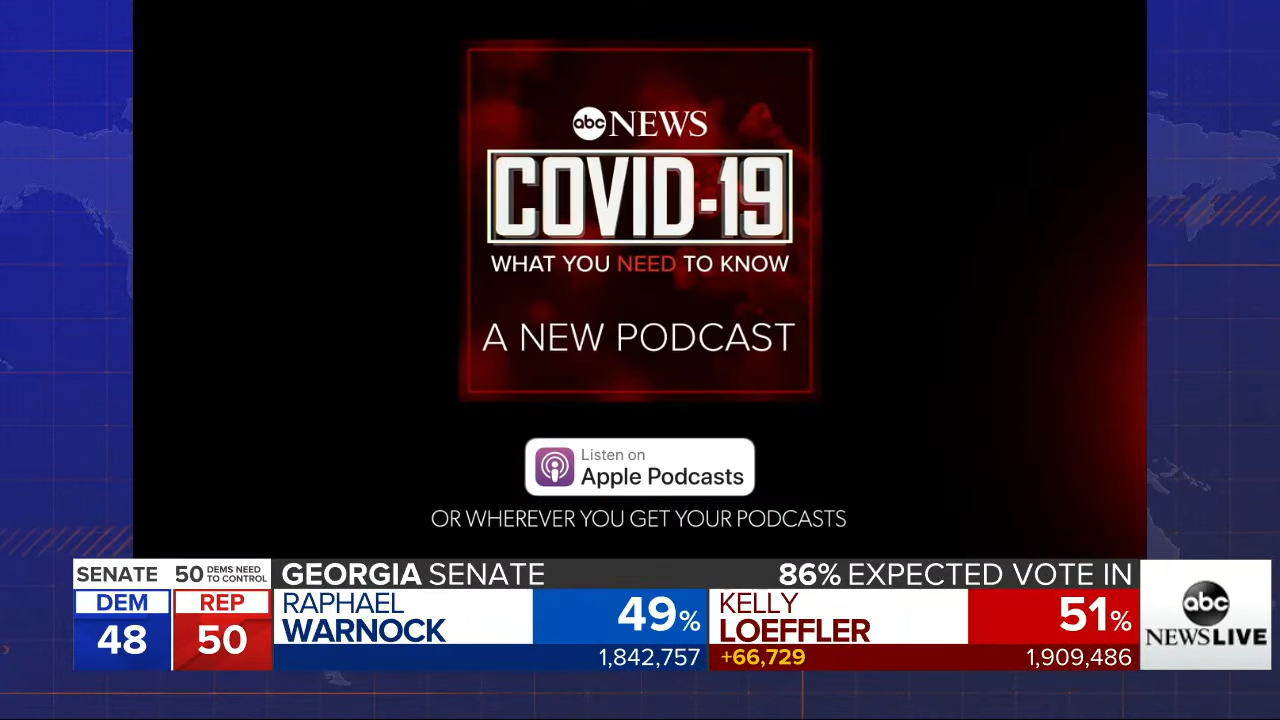 abc NEWS
COVID-19
WHAT YOU NEED TO KNOW
A NEW PODCAST
Listen on
Apple Podcasts
OR WHEREVER YOU GET YOUR PODCASTS
SENATE 50 DEMS NEED TO CONTROL
DEM REP
48 50
GEORGIA SENATE 86% EXPECTED VOTE IN
RAPHAEL
WARNOCK
49%
1,842,757
KELLY
LOEFFLER
51%
+66,729 1,909,486
abc
NEWS LIVE